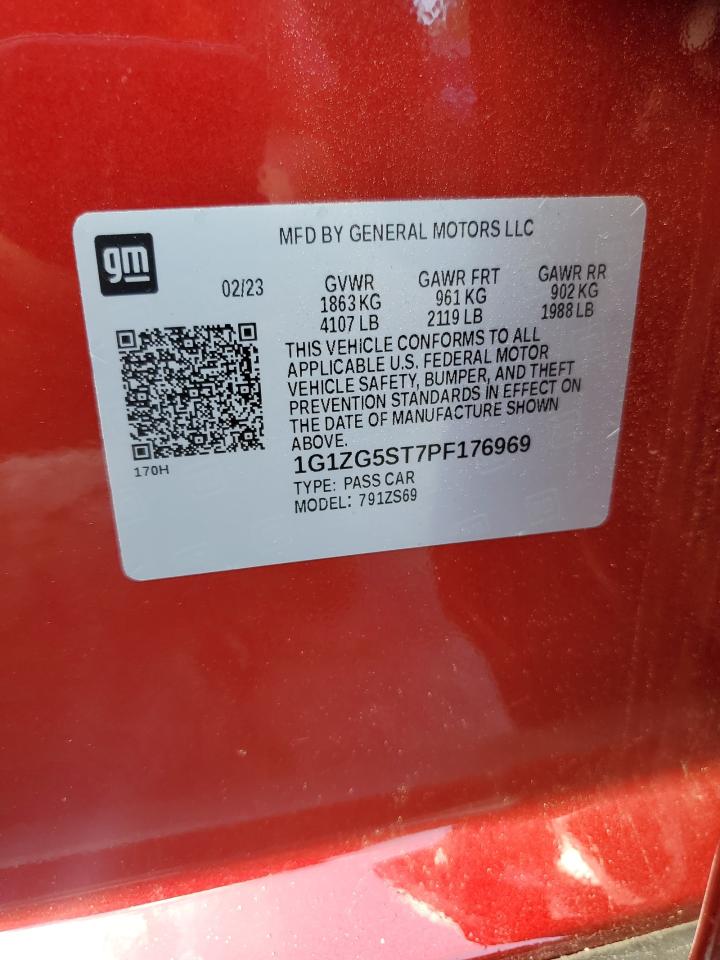 gm
MFD BY GENERAL MOTORS LLC
02/23
GVWR
1863 KG
4107 LB
GAWR FRT
961 KG
2119 LB
GAWR RR
902 KG
1988 LB
THIS VEHICLE CONFORMS TO ALL
APPLICABLE U.S. FEDERAL MOTOR
VEHICLE SAFETY, BUMPER, AND THEFT
PREVENTION STANDARDS IN EFFECT ON
THE DATE OF MANUFACTURE SHOWN
ABOVE.
170H
1G1ZG5ST7PF176969
TYPE: PASS CAR
MODEL: 791ZS69